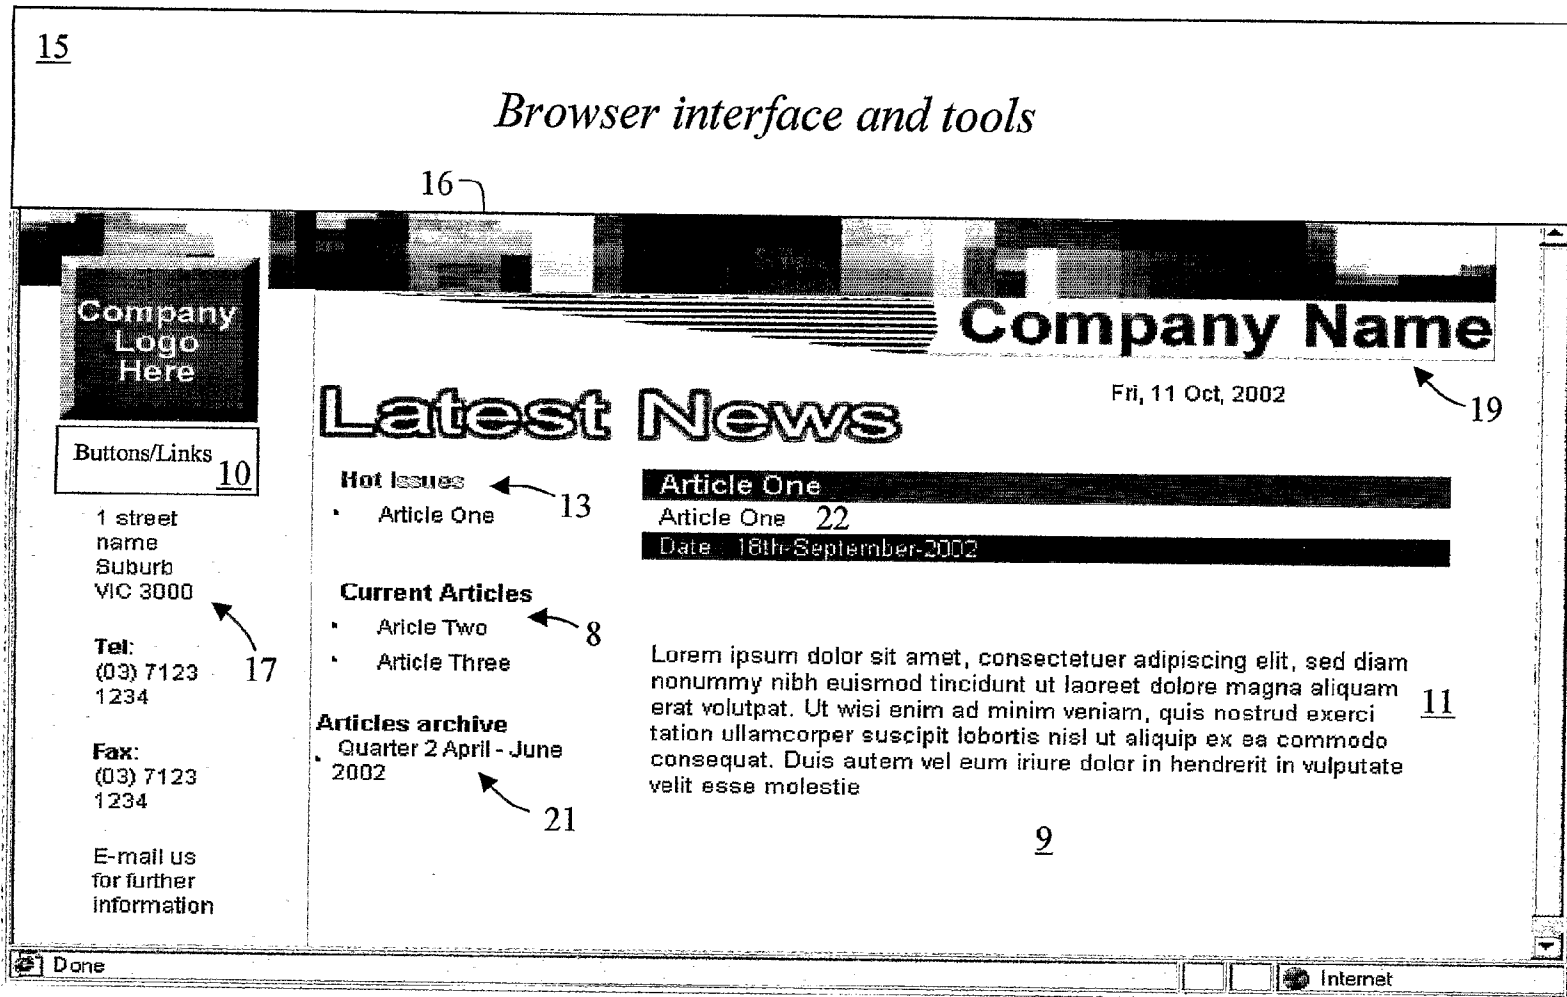 15
Browser interface and tools
16
Company
Logo
Here
Company Name
19
Fri, 11 Oct, 2002
Latest News
Buttons/Links 10
1 street
name
Suburb
VIC 3000
17
Tel:
(03) 7123
1234
Fax:
(03) 7123
1234
E-mail us
for further
information
Hot Issues
13
Article One
Current Articles
8
Aricle Two
Article Three
Articles archive
Quarter 2 April - June
2002
21
Article One
Article One 22
Date : 18th-September-2002
Lorem ipsum dolor sit amet, consectetuer adipiscing elit, sed diam
nonummy nibh euismod tincidunt ut laoreet dolore magna aliquam
erat volutpat. Ut wisi enim ad minim veniam, quis nostrud exerci
tation ullamcorper suscipit lobortis nisl ut aliquip ex ea commodo
consequat. Duis autem vel eum iriure dolor in hendrerit in vulputate
velit esse molestie
11
9
Done
Internet